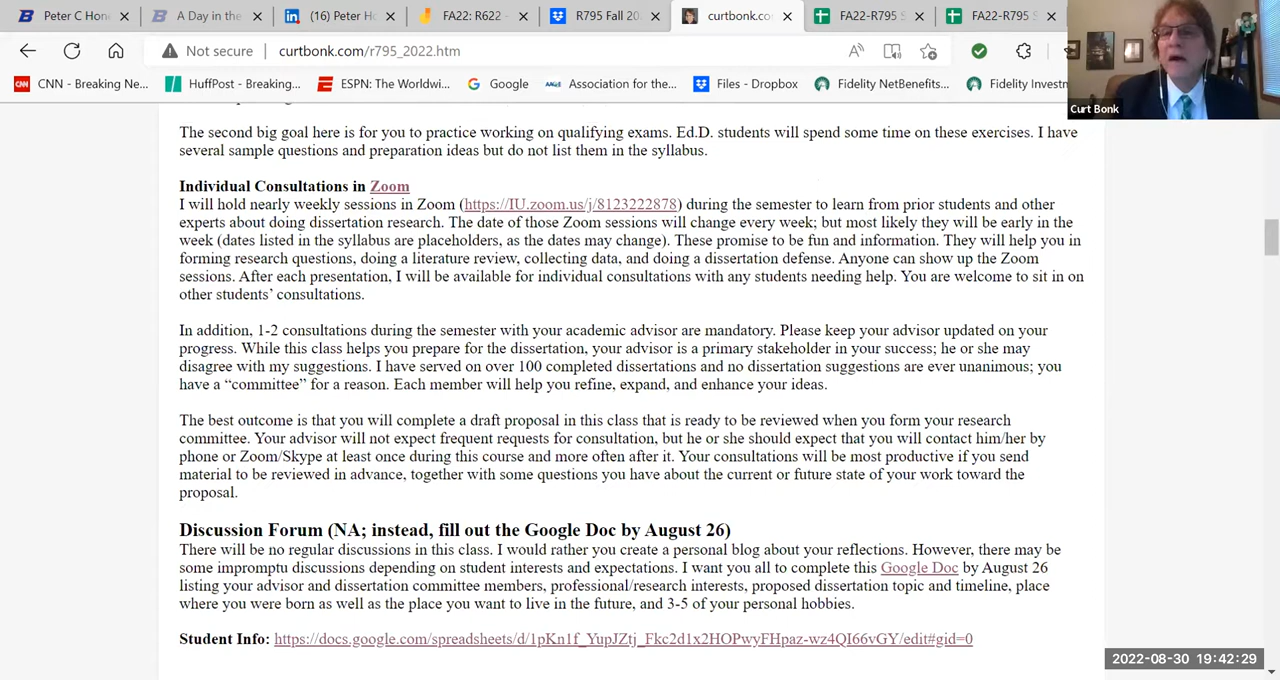 Peter C Hone
A Day in the
(16) Peter Ho
FA22: R622 -
R795 Fall 20
curtbonk.co
FA22-R795 S
FA22-R795 S
Not secure
curtbonk.com/r795_2022.htm
CNN - Breaking Ne...
HuffPost - Breaking...
ESPN: The Worldwi...
Google
Association for the...
Files - Dropbox
Fidelity NetBenefits...
Fidelity Investm
Curt Bonk
The second big goal here is for you to practice working on qualifying exams. Ed.D. students will spend some time on these exercises. I have
several sample questions and preparation ideas but do not list them in the syllabus.
Individual Consultations in Zoom
I will hold nearly weekly sessions in Zoom (https://IU.zoom.us/j/8123222878) during the semester to learn from prior students and other
experts about doing dissertation research. The date of those Zoom sessions will change every week; but most likely they will be early in the
week (dates listed in the syllabus are placeholders, as the dates may change). These promise to be fun and information. They will help you in
forming research questions, doing a literature review, collecting data, and doing a dissertation defense. Anyone can show up the Zoom
sessions. After each presentation, I will be available for individual consultations with any students needing help. You are welcome to sit in on
other students’ consultations.
In addition, 1-2 consultations during the semester with your academic advisor are mandatory. Please keep your advisor updated on your
progress. While this class helps you prepare for the dissertation, your advisor is a primary stakeholder in your success; he or she may
disagree with my suggestions. I have served on over 100 completed dissertations and no dissertation suggestions are ever unanimous; you
have a “committee” for a reason. Each member will help you refine, expand, and enhance your ideas.
The best outcome is that you will complete a draft proposal in this class that is ready to be reviewed when you form your research
committee. Your advisor will not expect frequent requests for consultation, but he or she should expect that you will contact him/her by
phone or Zoom/Skype at least once during this course and more often after it. Your consultations will be most productive if you send
material to be reviewed in advance, together with some questions you have about the current or future state of your work toward the
proposal.
Discussion Forum (NA; instead, fill out the Google Doc by August 26)
There will be no regular discussions in this class. I would rather you create a personal blog about your reflections. However, there may be
some impromptu discussions depending on student interests and expectations. I want you all to complete this Google Doc by August 26
listing your advisor and dissertation committee members, professional/research interests, proposed dissertation topic and timeline, place
where you were born as well as the place you want to live in the future, and 3-5 of your personal hobbies.
Student Info: https://docs.google.com/spreadsheets/d/1pKn1f_YupJZtj_Fkc2d1x2HOPwyFHpaz-wz4QI66vGY/edit#gid=0
2022-08-30 19:42:29